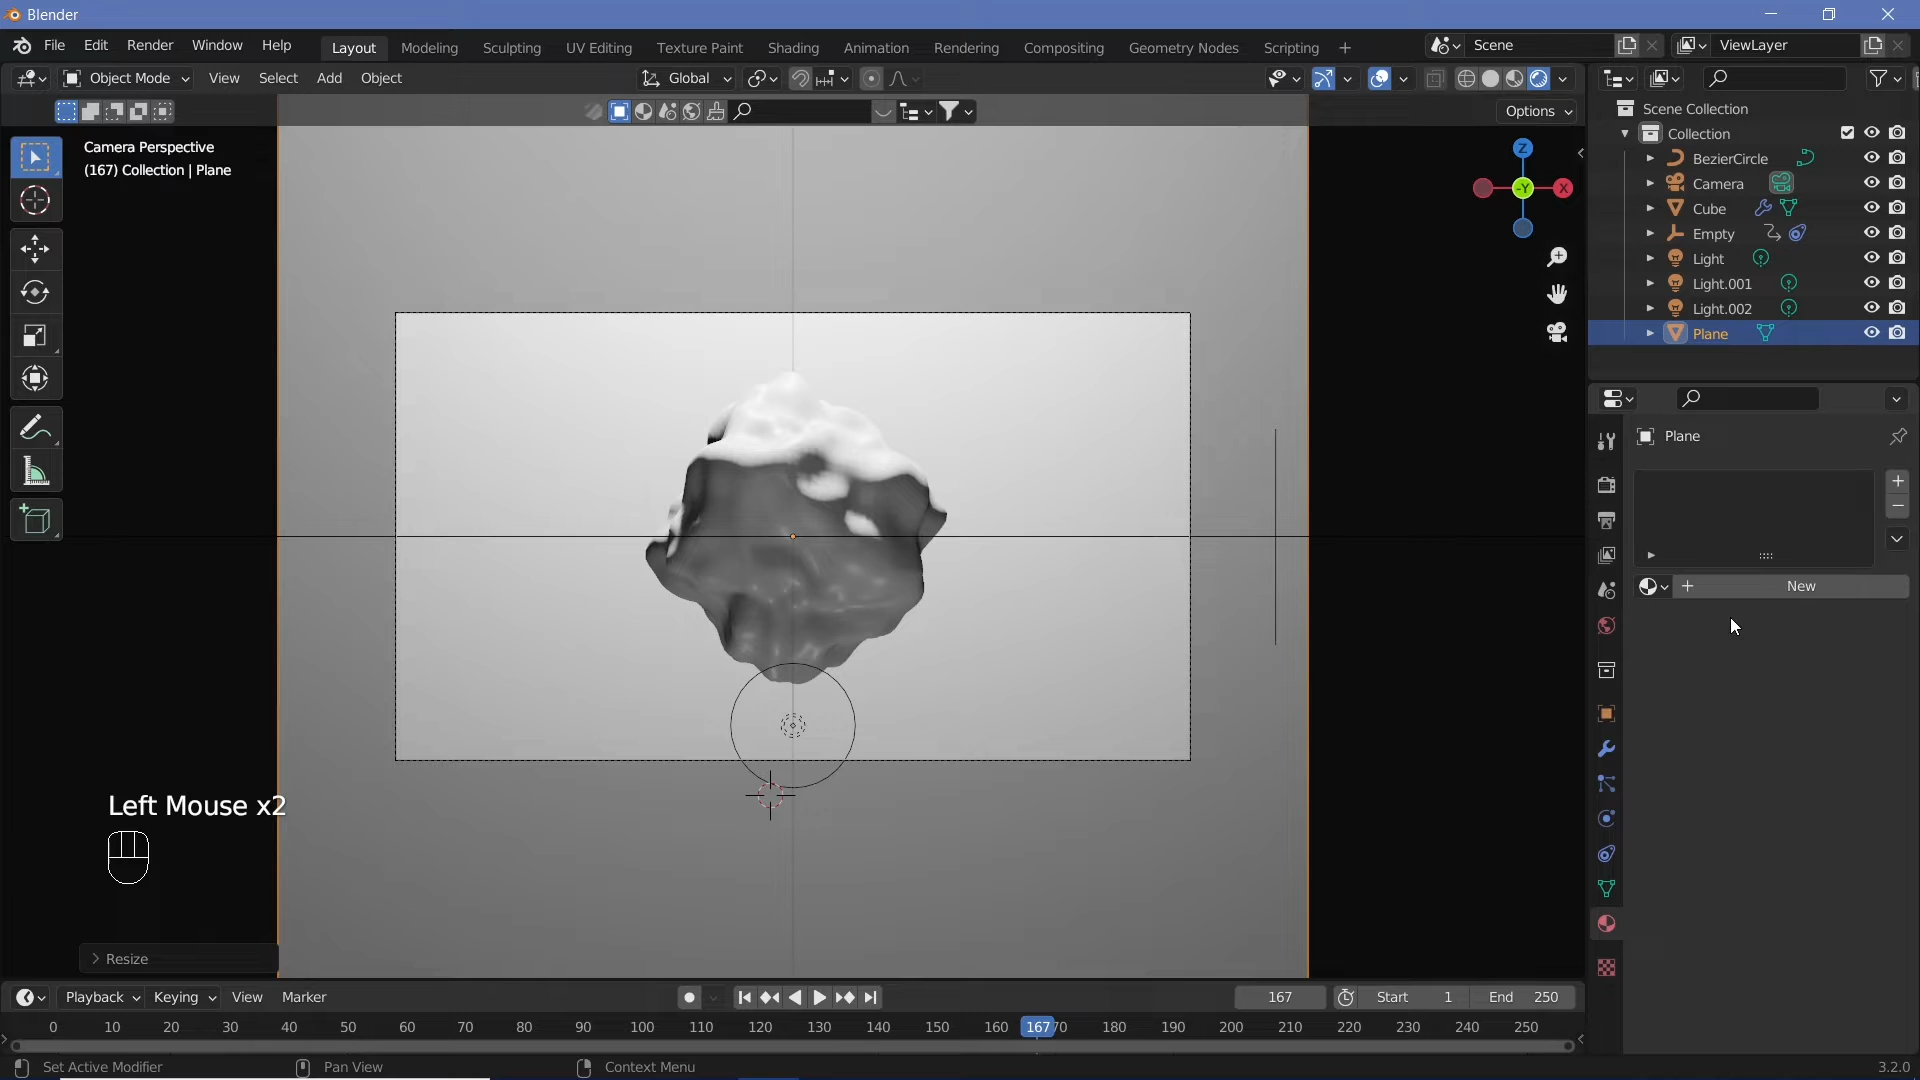 Blender
File Edit Render Window Help Layout Modeling Sculpting UV Editing Texture Paint Shading Animation Rendering Compositing Geometry Nodes Scripting + Scene ViewLayer
Object Mode View Select Add Object Global
Options
Camera Perspective
(167) Collection | Plane
Z
-Y X
Scene Collection
Collection
BezierCircle
Camera
Cube
Empty
Light
Light.001
Light.002
Plane
Plane
New
Left Mouse x2
Resize
Playback Keying View Marker 167 Start 1 End 250
0 10 20 30 40 50 60 70 80 90 100 110 120 130 140 150 160 167 70 180 190 200 210 220 230 240 250
Set Active Modifier Pan View Context Menu 3.2.0